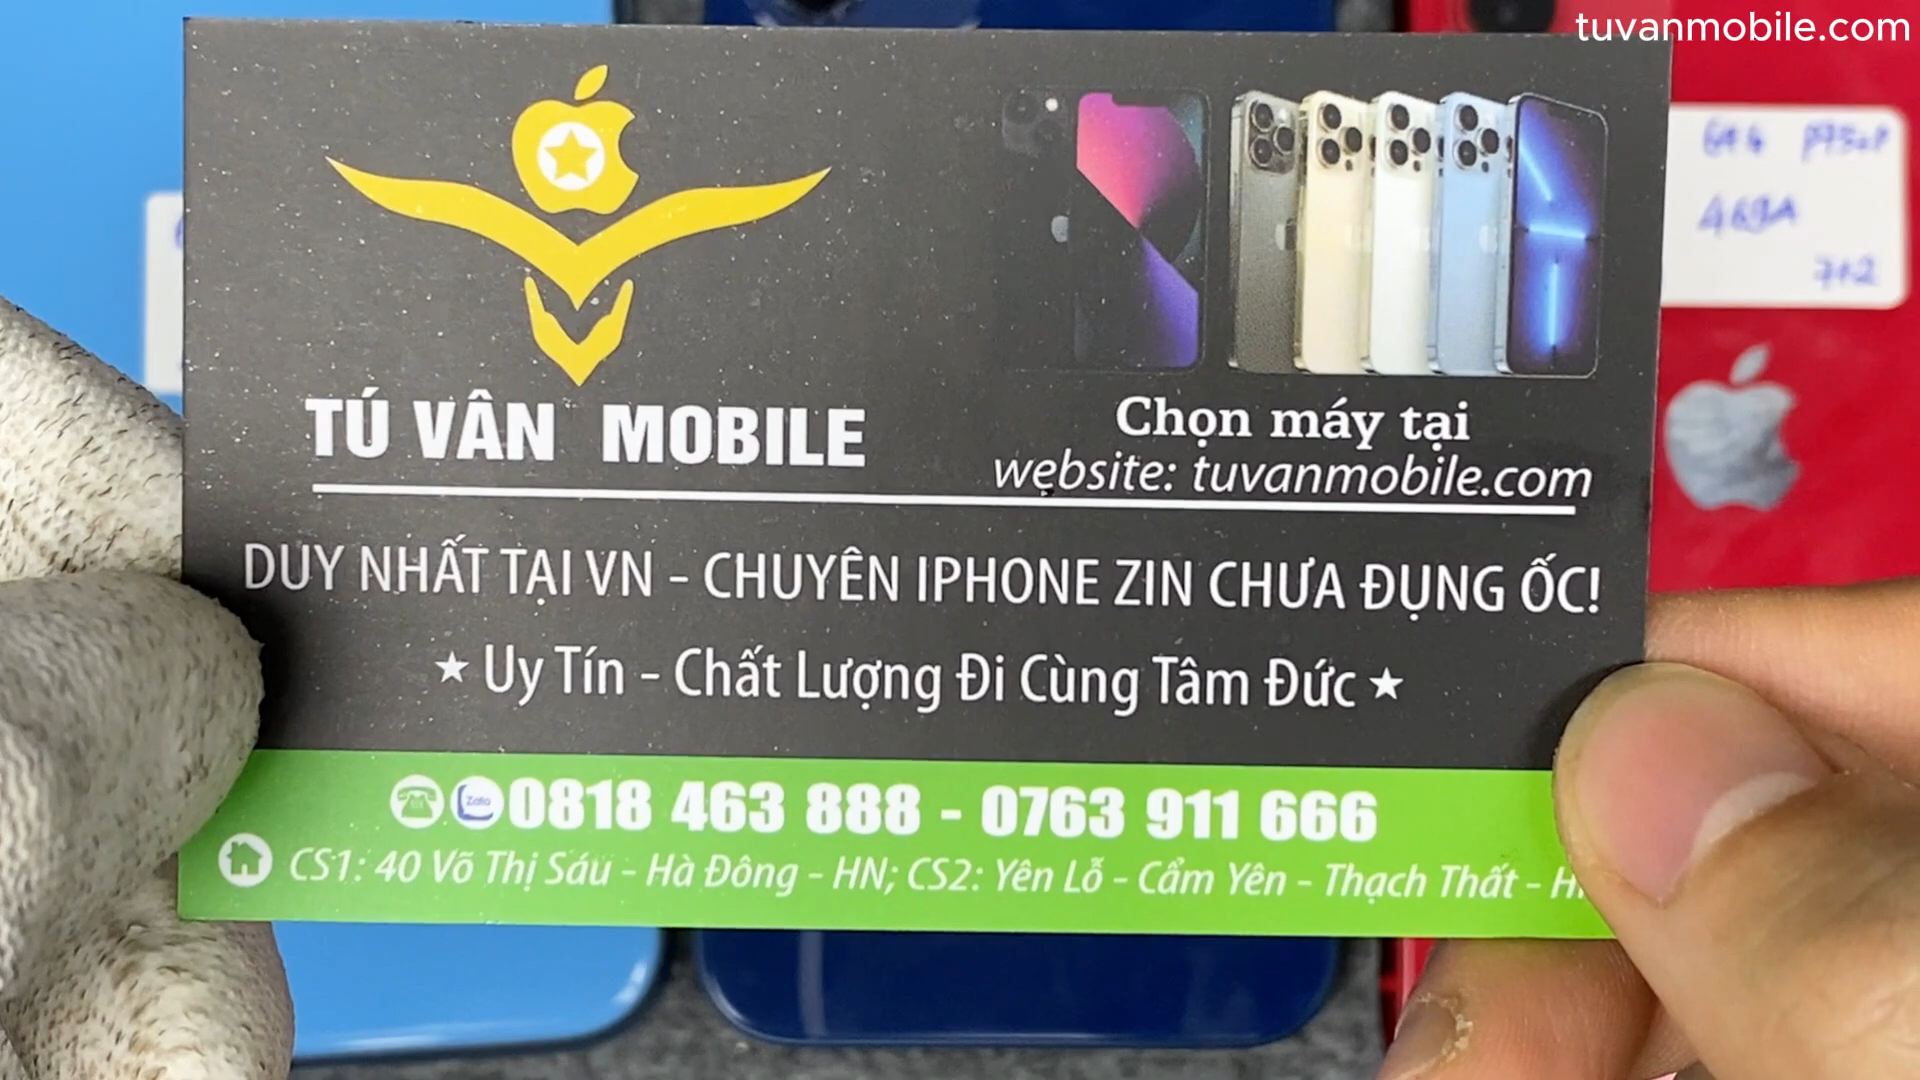 tuvanmobile.com
TÚ VÂN MOBILE
Chọn máy tại
website: tuvanmobile.com
DUY NHẤT TẠI VN - CHUYÊN IPHONE ZIN CHƯA ĐỤNG ỐC!
★ Uy Tín - Chất Lượng Đi Cùng Tâm Đức ★
Zalo 0818 463 888 - 0763 911 666
CS1: 40 Võ Thị Sáu - Hà Đông - HN; CS2: Yên Lỗ - Cẩm Yên - Thạch Thất -